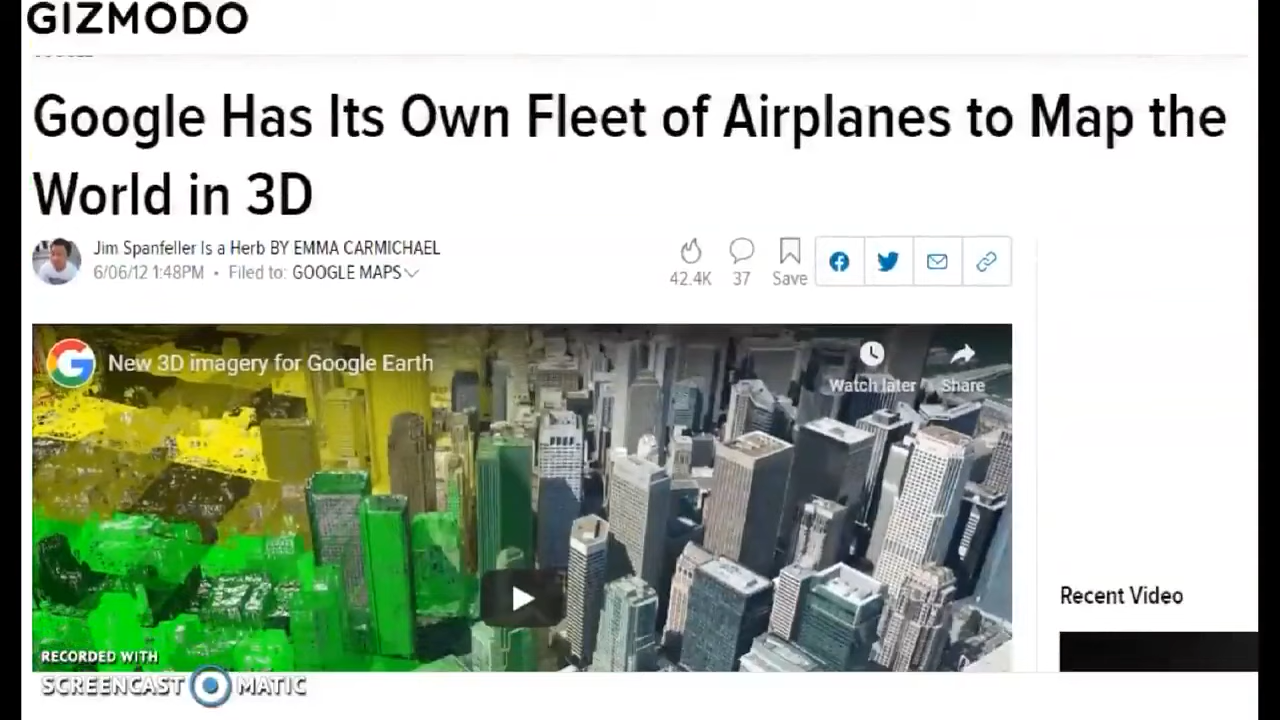 GIZMODO
Google Has Its Own Fleet of Airplanes to Map the
World in 3D
Jim Spanfeller Is a Herb BY EMMA CARMICHAEL
6/06/12 1:48PM • Filed to: GOOGLE MAPS
42.4K
37
Save
New 3D imagery for Google Earth
Watch later
Share
Recent Video
RECORDED WITH
SCREENCAST MATIC